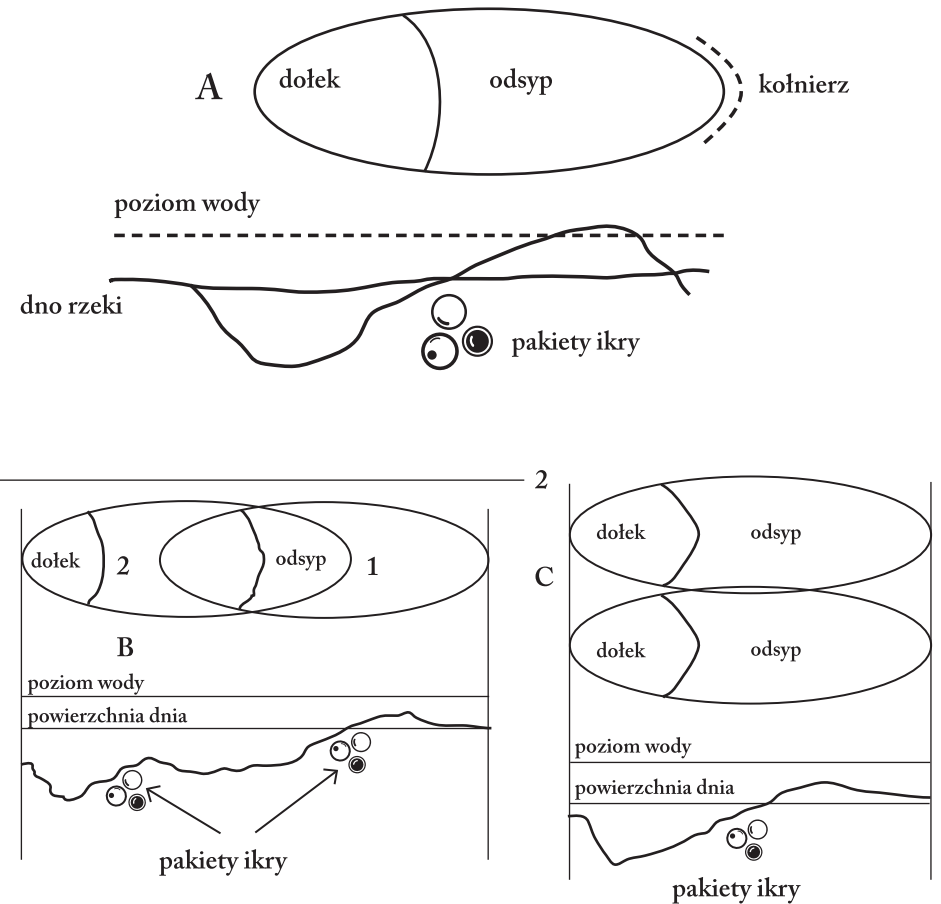 A
dołek
odsyp
kołnierz
poziom wody
dno rzeki
pakiety ikry
2
dołek
2
odsyp
1
B
poziom wody
powierzchnia dnia
pakiety ikry
C
dołek
odsyp
dołek
odsyp
poziom wody
powierzchnia dnia
pakiety ikry